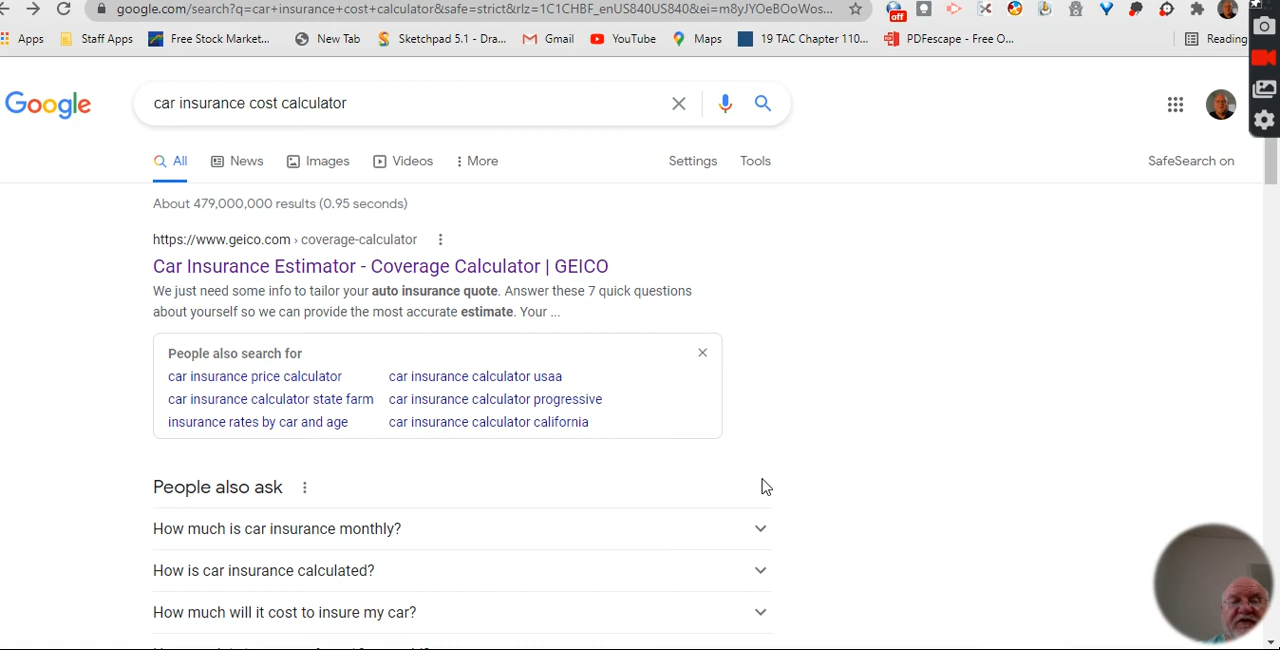 google.com/search?q=car+insurance+cost+calculator&safe=strict&rlz=1C1CHBF_enUS840US840&ei=m8yJYOeBOoWos...
off
Apps Staff Apps Free Stock Market... New Tab Sketchpad 5.1 - Dra... Gmail YouTube Maps 19 TAC Chapter 110... PDFescape - Free O... Reading
Google car insurance cost calculator
All News Images Videos More Settings Tools SafeSearch on
About 479,000,000 results (0.95 seconds)
https://www.geico.com › coverage-calculator
Car Insurance Estimator - Coverage Calculator | GEICO
We just need some info to tailor your auto insurance quote. Answer these 7 quick questions
about yourself so we can provide the most accurate estimate. Your ...
People also search for
car insurance price calculator car insurance calculator usaa
car insurance calculator state farm car insurance calculator progressive
insurance rates by car and age car insurance calculator california
People also ask
How much is car insurance monthly?
How is car insurance calculated?
How much will it cost to insure my car?